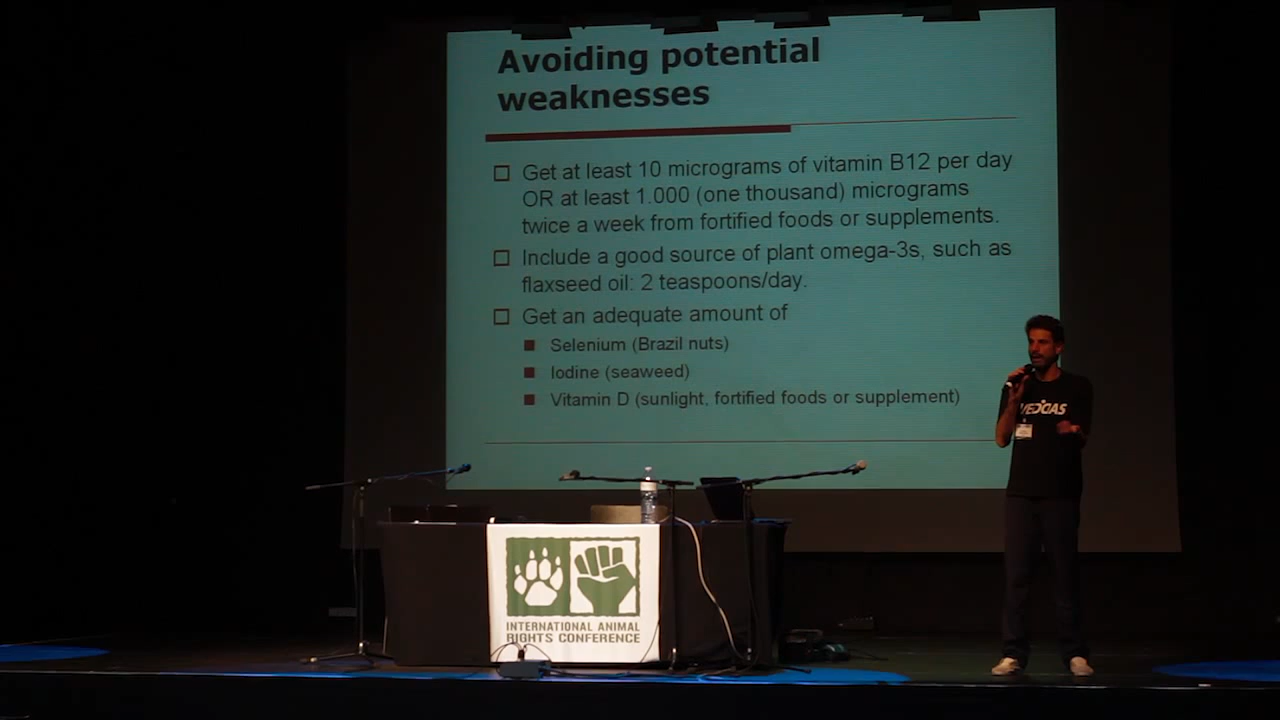 Avoiding potential
weaknesses
Get at least 10 micrograms of vitamin B12 per day
OR at least 1.000 (one thousand) micrograms
twice a week from fortified foods or supplements.
Include a good source of plant omega-3s, such as
flaxseed oil: 2 teaspoons/day.
Get an adequate amount of
Selenium (Brazil nuts)
Iodine (seaweed)
Vitamin D (sunlight, fortified foods or supplement)
INTERNATIONAL ANIMAL
RIGHTS CONFERENCE